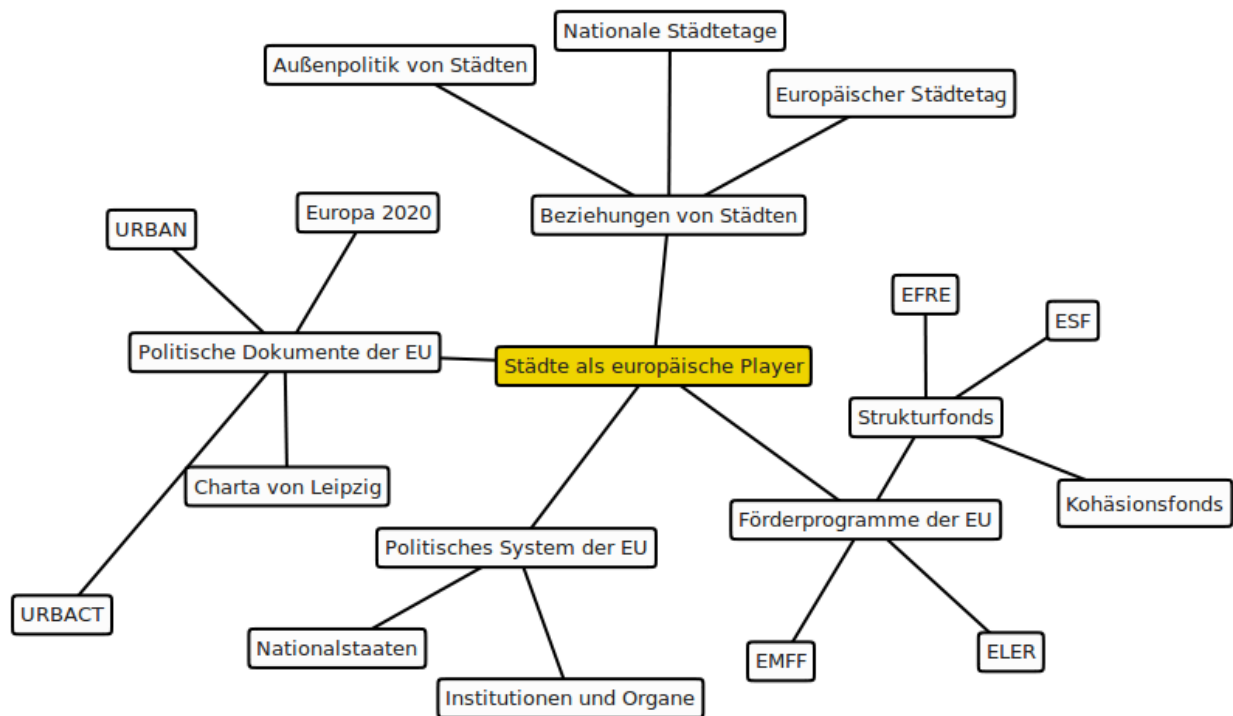 Nationale Städtetage
Außenpolitik von Städten
Europäischer Städtetag
Beziehungen von Städten
Europa 2020
URBAN
EFRE
ESF
Politische Dokumente der EU
Städte als europäische Player
Strukturfonds
Charta von Leipzig
Kohäsionsfonds
Förderprogramme der EU
Politisches System der EU
URBACT
Nationalstaaten
EMFF
ELER
Institutionen und Organe